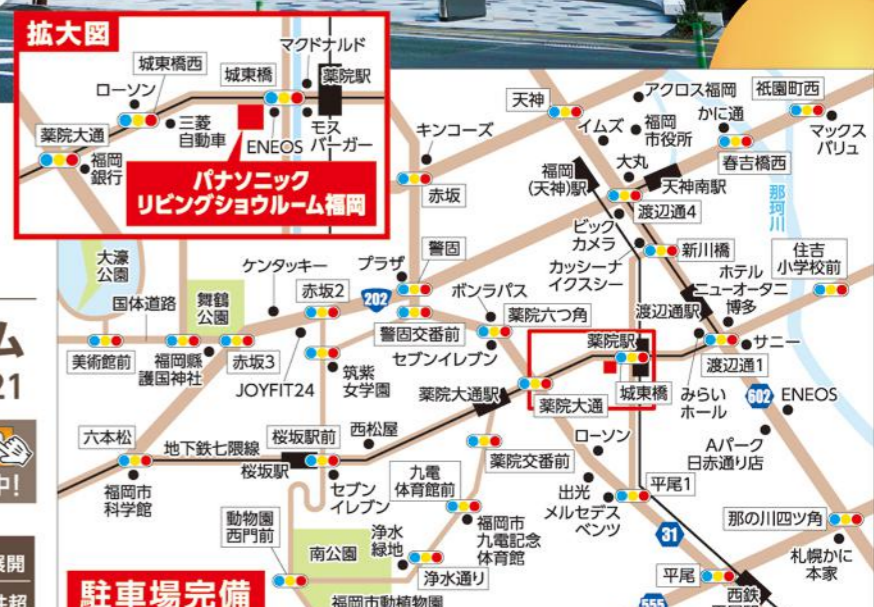 拡大図
マクドナルド
城東橋西
城東橋
薬院駅
ローソン
薬院大通
三菱
自動車
ENEOS
モス
バーガー
福岡
銀行
パナソニック
リビングショウルーム福岡
キンコーズ
赤坂
天神
アクロス福岡
祇園町西
イムズ
福岡
市役所
かに通
マックス
バリュ
春吉橋西
福岡
(天神)駅
大丸
天神南駅
那珂川
渡辺通4
ビック
カメラ
新川橋
住吉
小学校前
カッシーナ
イクスシー
ホテル
ニューオータニ
博多
渡辺通駅
大濠
公園
ケンタッキー
プラザ
警固
国体道路
舞鶴
公園
赤坂2
202
ボンラパス
警固交番前
薬院六つ角
美術館前
福岡縣
護国神社
赤坂3
JOYFIT24
筑紫
女学園
セブンイレブン
薬院駅
サニー
渡辺通1
薬院大通駅
薬院大通
城東橋
みらい
ホール
602
ENEOS
六本松
地下鉄七隈線
桜坂駅前
西松屋
桜坂駅
ローソン
薬院交番前
Aパーク
日赤通り店
福岡市
科学館
セブン
イレブン
九電
体育館前
出光
平尾1
メルセデス
ベンツ
動物園
西門前
浄水
緑地
福岡市
九電記念
体育館
31
那の川四ツ角
南公園
浄水通り
札幌かに
本家
平尾
西鉄
555
駐車場完備
福岡市動植物園
ム
21
中!
展開